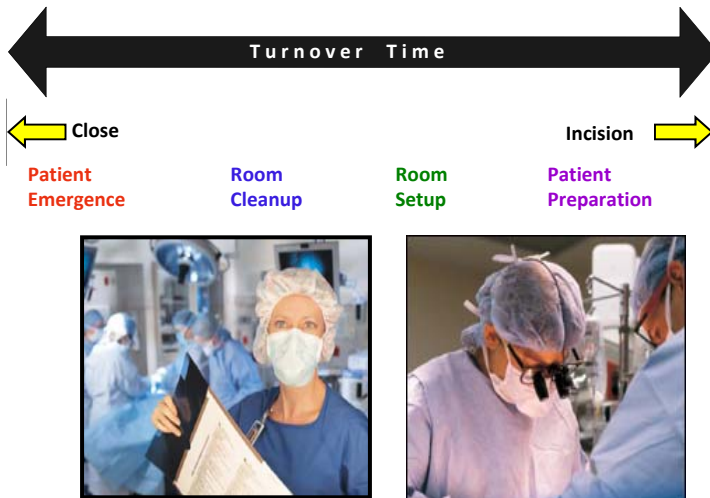 Turnover Time
Close
Incision
Patient
Emergence
Room
Cleanup
Room
Setup
Patient
Preparation